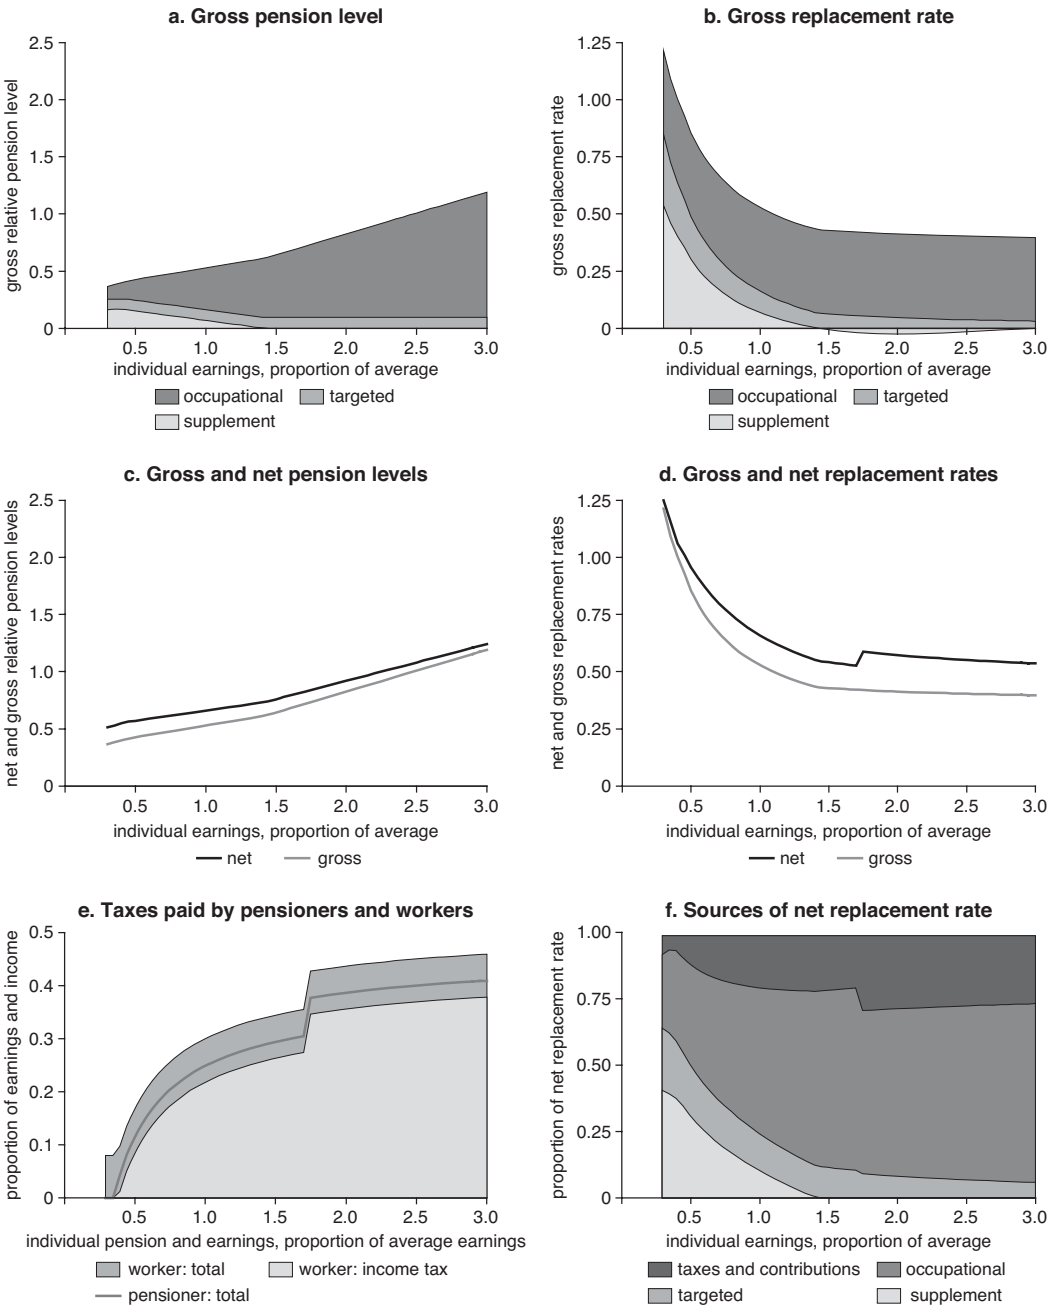 a. Gross pension level
gross relative pension level
2.5
2.0
1.5
1.0
0.5
0
0.5 1.0 1.5 2.0 2.5 3.0
individual earnings, proportion of average
occupational targeted
supplement
b. Gross replacement rate
gross replacement rate
1.25
1.00
0.75
0.50
0.25
0
0.5 1.0 1.5 2.0 2.5 3.0
individual earnings, proportion of average
occupational targeted
supplement
c. Gross and net pension levels
net and gross relative pension levels
2.5
2.0
1.5
1.0
0.5
0
0.5 1.0 1.5 2.0 2.5 3.0
individual earnings, proportion of average
net gross
d. Gross and net replacement rates
net and gross replacement rates
1.25
1.00
0.75
0.50
0.25
0
0.5 1.0 1.5 2.0 2.5 3.0
individual earnings, proportion of average
net gross
e. Taxes paid by pensioners and workers
proportion of earnings and income
0.5
0.4
0.3
0.2
0.1
0
0.5 1.0 1.5 2.0 2.5 3.0
individual pension and earnings, proportion of average earnings
worker: total worker: income tax
pensioner: total
f. Sources of net replacement rate
proportion of net replacement rate
1.00
0.75
0.50
0.25
0
0.5 1.0 1.5 2.0 2.5 3.0
individual earnings, proportion of average
taxes and contributions occupational
targeted supplement